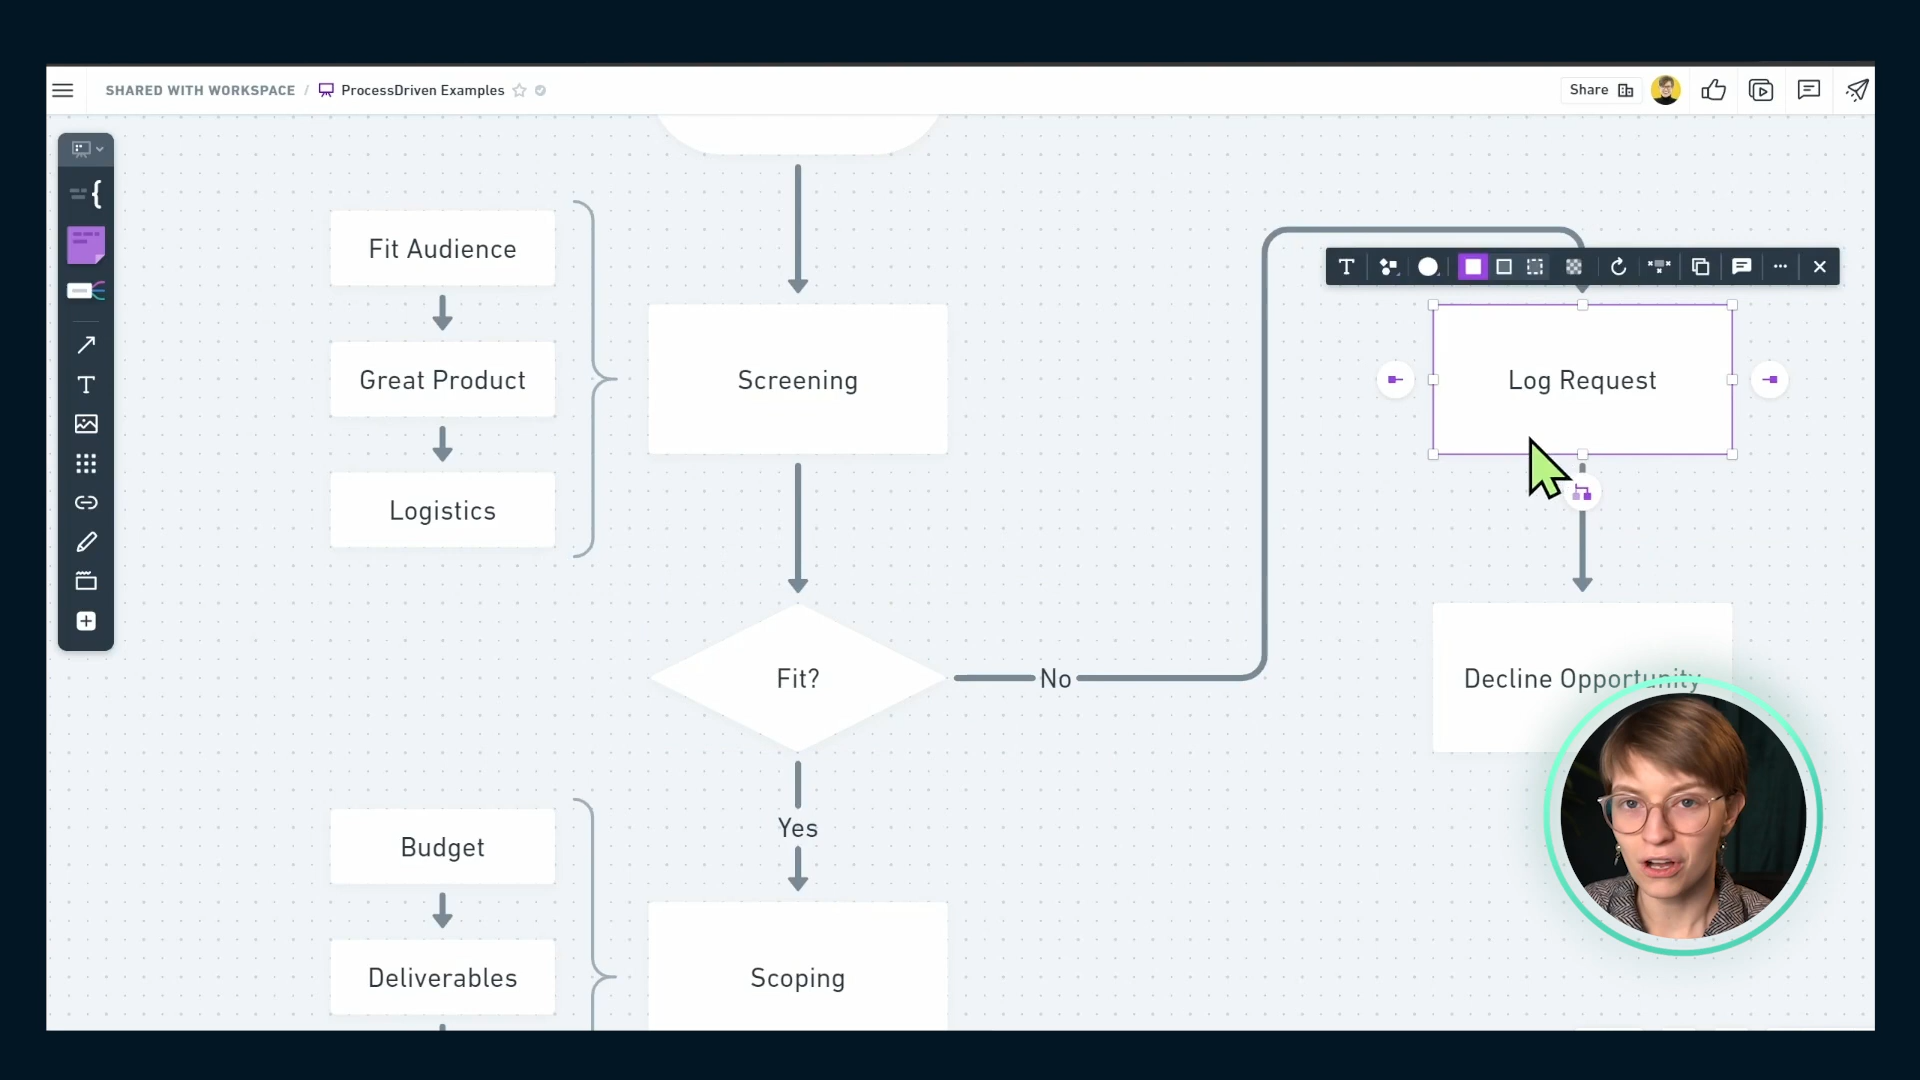 SHARED WITH WORKSPACE / ProcessDriven Examples
Share
Fit Audience
Great Product
Screening
Log Request
Logistics
Fit?
No
Decline Opportunity
Yes
Budget
Deliverables
Scoping